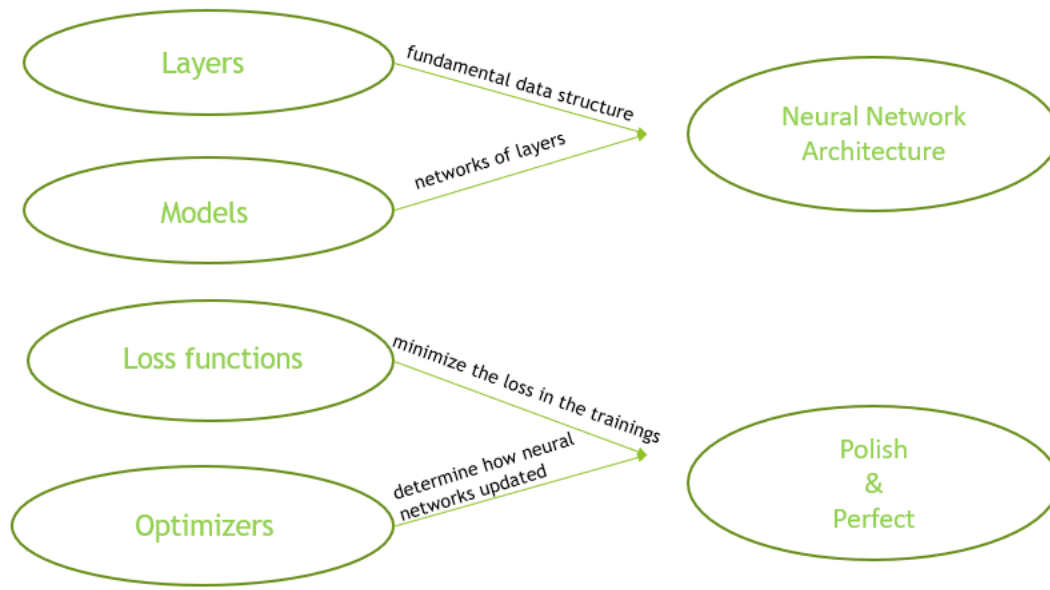 Layers
fundamental data structure
Neural Network
Architecture
networks of layers
Models
Loss functions
minimize the loss in the trainings
determine how neural
networks updated
Optimizers
Polish
&
Perfect